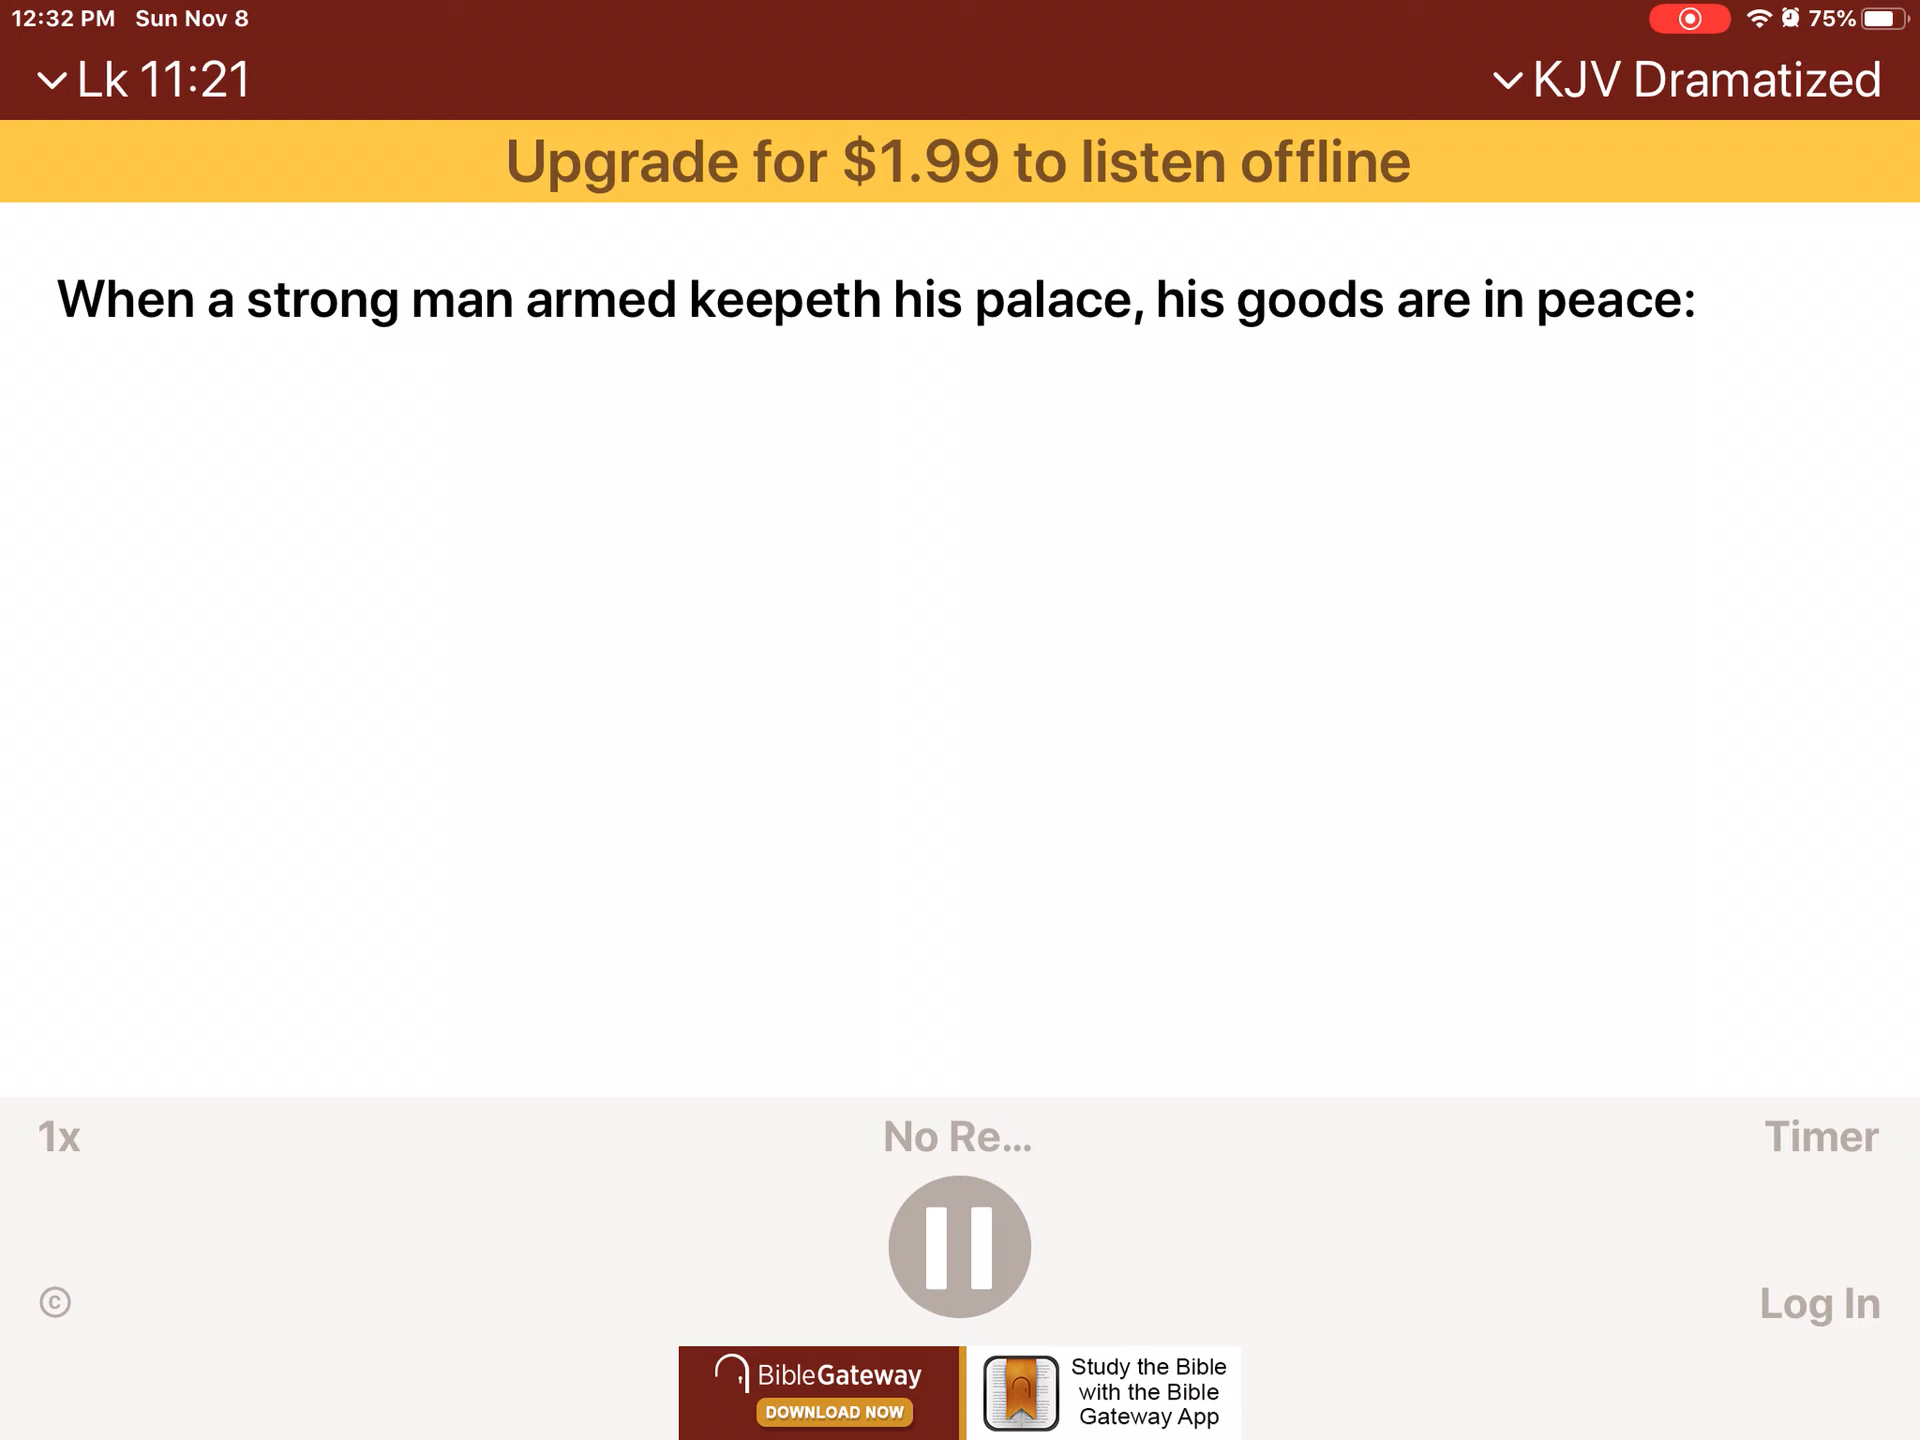 12:32 PM Sun Nov 8 75%
Lk 11:21 KJV Dramatized
Upgrade for $1.99 to listen offline
When a strong man armed keepeth his palace, his goods are in peace:
1x No Re... Timer
© Log In
BibleGateway
DOWNLOAD NOW
Study the Bible
with the Bible
Gateway App